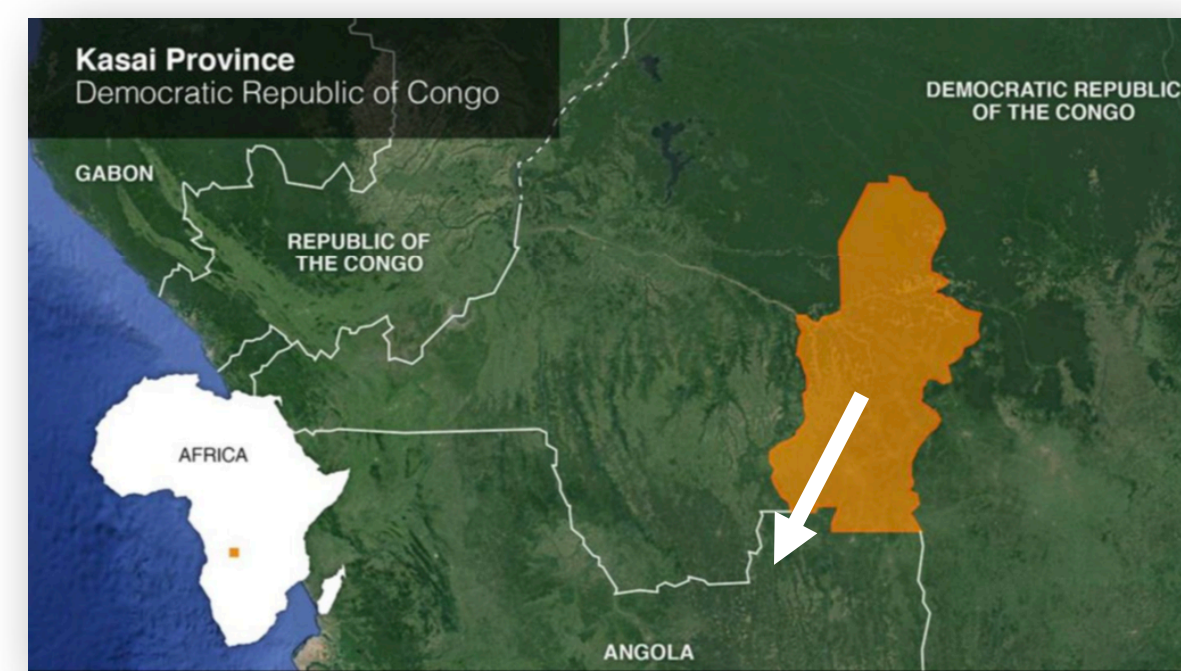 Kasai Province
Democratic Republic of Congo
DEMOCRATIC REPUBLIC
OF THE CONGO
GABON
REPUBLIC OF
THE CONGO
AFRICA
ANGOLA